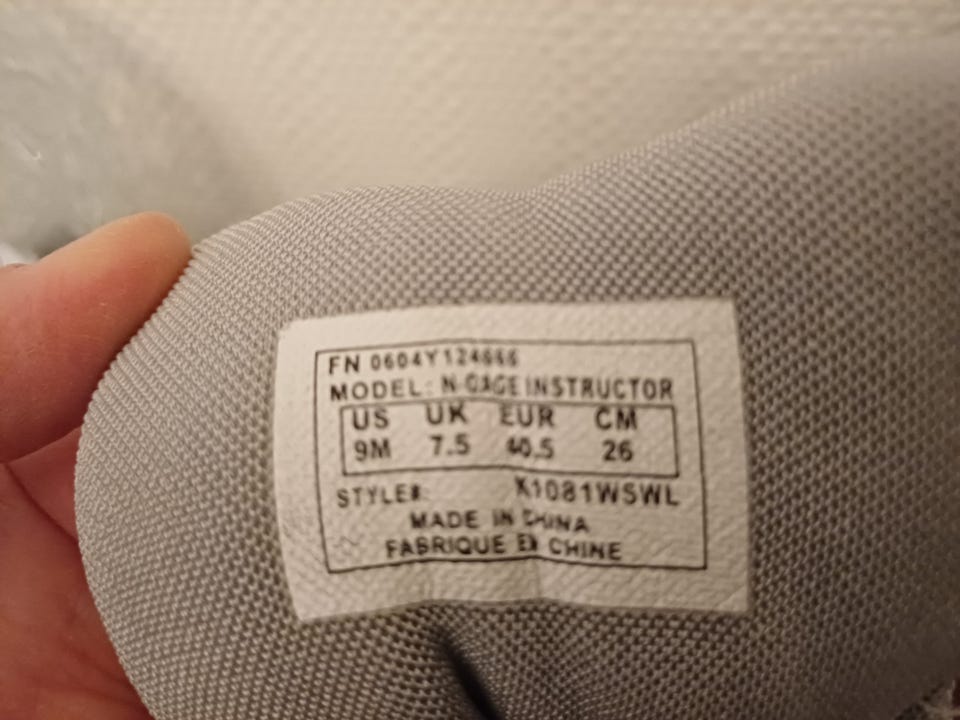 FN 0604Y124666
MODEL: N-GAGE INSTRUCTOR
US UK EUR CM
9M 7.5 40.5 26
STYLE#: K1081WSWL
MADE IN CHINA
FABRIQUE EN CHINE